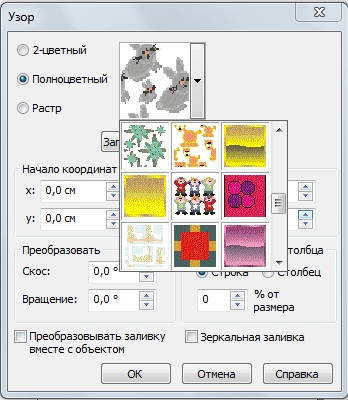 Узор
2-цветный
Полноцветный
Растр
Заг
Начало координат
x: 0,0 см
y: 0,0 см
Преобразовать
толбца
Скос: 0,0 °
Строка
Столбец
Вращение: 0,0 °
0 % от размера
Преобразовывать заливку вместе с объектом
Зеркальная заливка
OK
Отмена
Справка